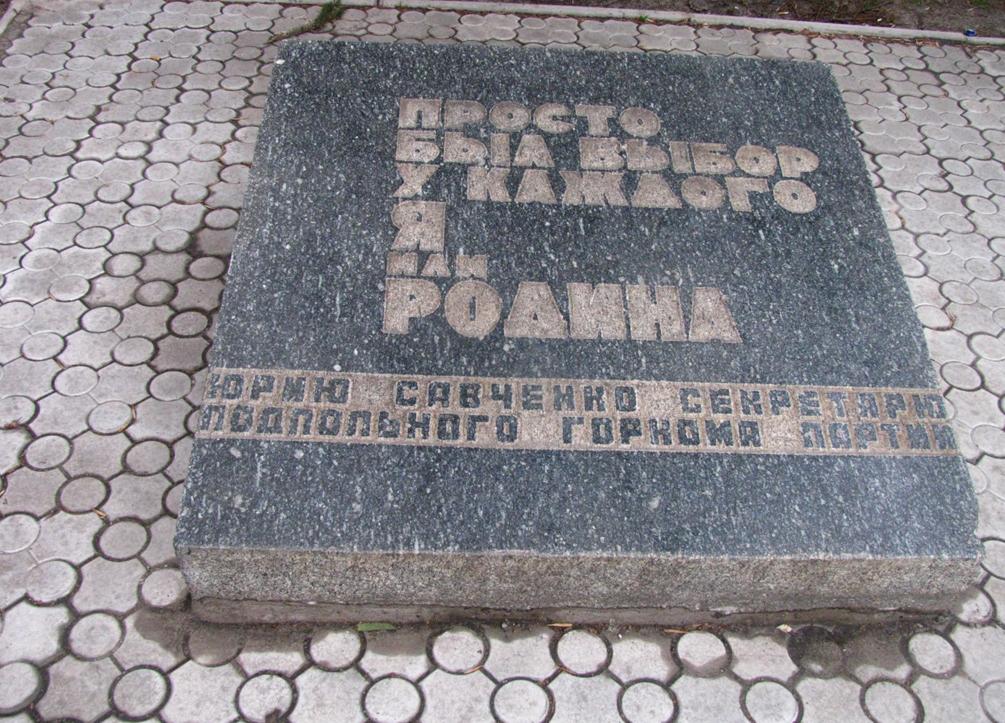 ПРОСТО
БЫЛ ВЫБОР
У КАЖДОГО
Я
ИЛИ
РОДИНА
ЮРИЮ САВЧЕНКО СЕКРЕТАРЮ
ПОДПОЛЬНОГО ГОРКОМА ПАРТИИ